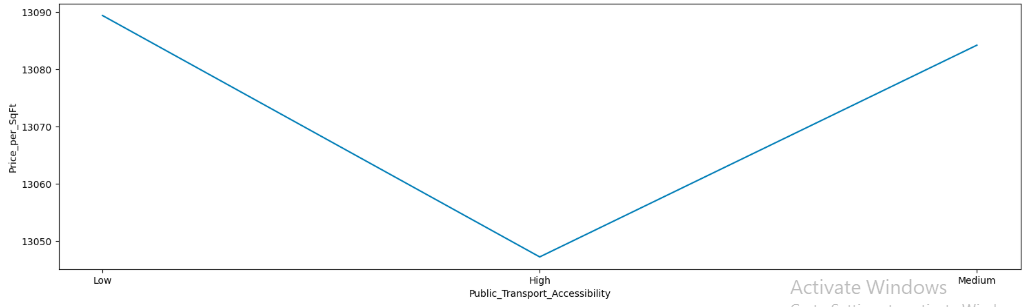 13090
13080
13070
13060
13050
Price_per_SqFt
Low
High
Medium
Public_Transport_Accessibility
Activate Windows